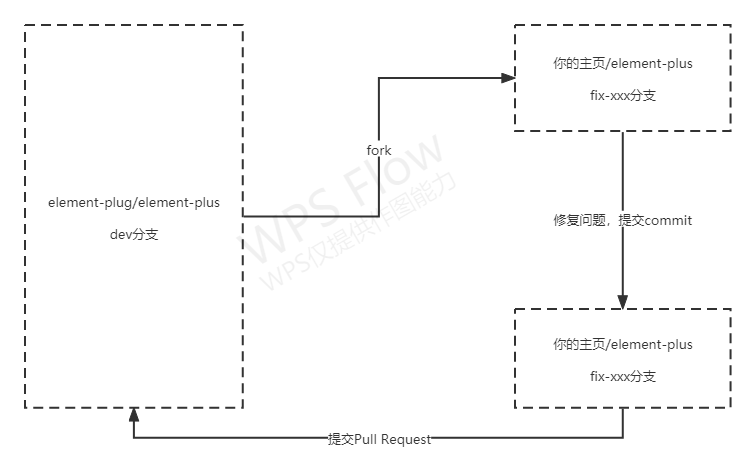 你的主页/element-plus
fix-xxx分支
fork
element-plug/element-plus
dev分支
WPS Flow
WPS仅提供作图能力
修复问题，提交commit
你的主页/element-plus
fix-xxx分支
提交Pull Request